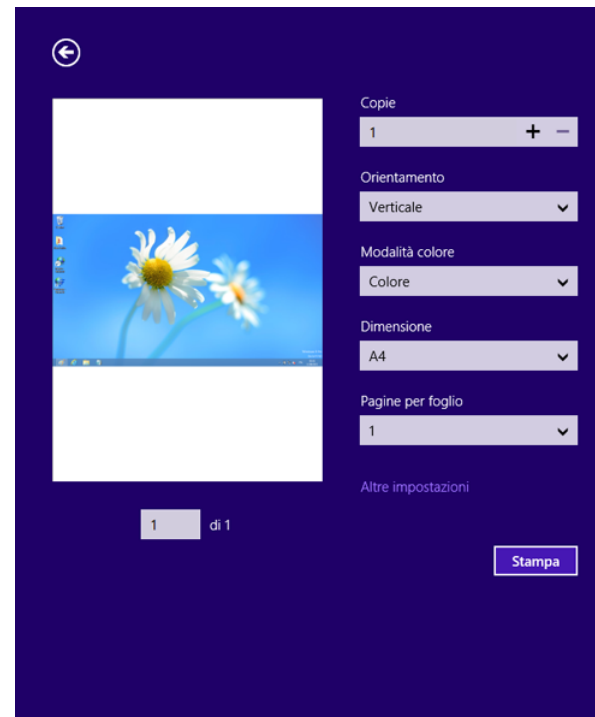 Copie
1
Orientamento
Verticale
Modalità colore
Colore
Dimensione
A4
Pagine per foglio
1
Altre impostazioni
1 di 1
Stampa